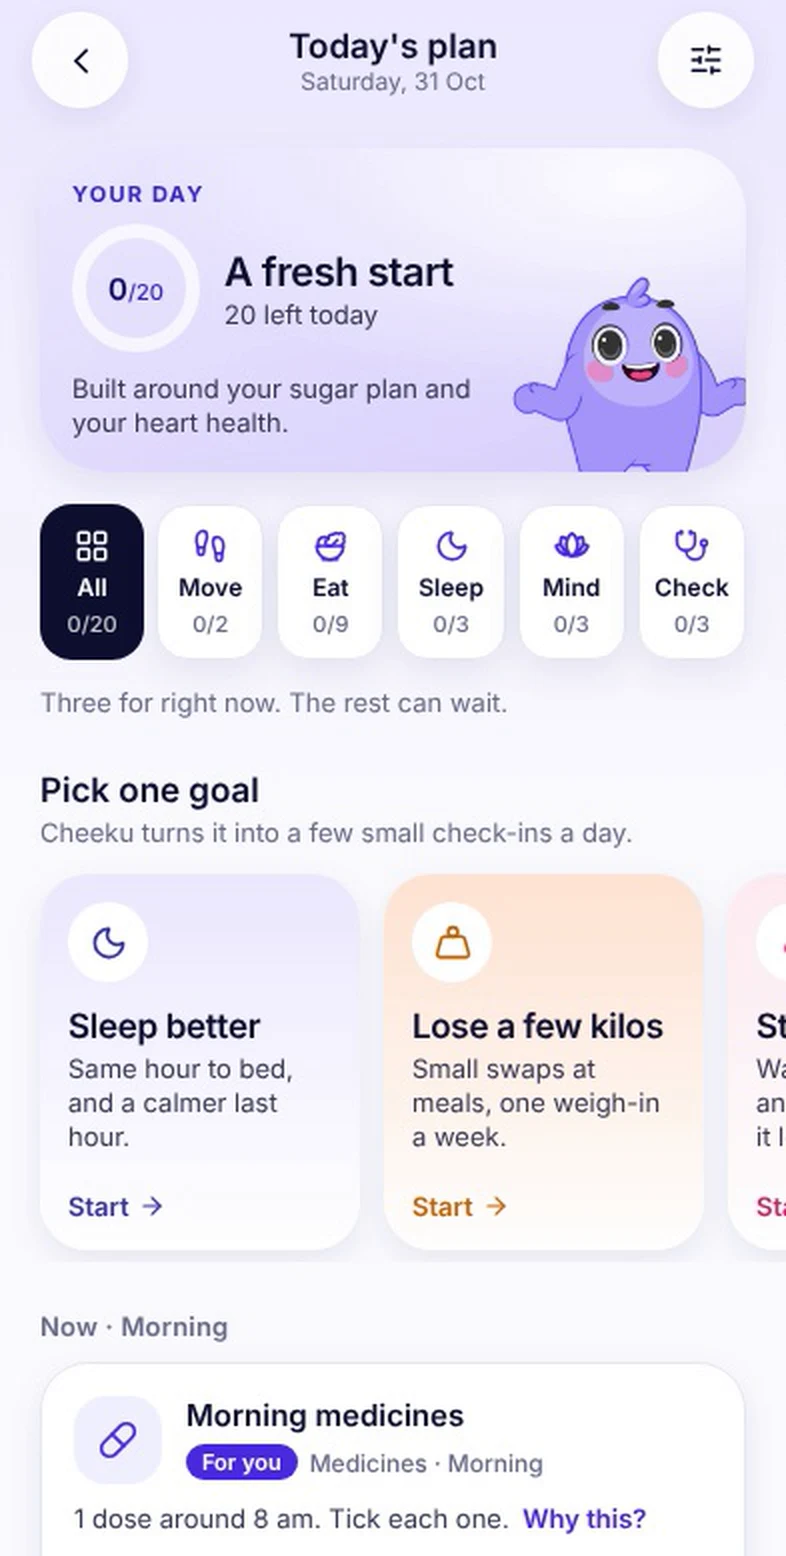 Today's plan
Saturday, 31 Oct
YOUR DAY
0/20
A fresh start
20 left today
Built around your sugar plan and
your heart health.
All
0/20
Move
0/2
Eat
0/9
Sleep
0/3
Mind
0/3
Check
0/3
Three for right now. The rest can wait.
Pick one goal
Cheeku turns it into a few small check-ins a day.
Sleep better
Same hour to bed,
and a calmer last
hour.
Start →
Lose a few kilos
Small swaps at
meals, one weigh-in
a week.
Start →
Now · Morning
Morning medicines
For you
Medicines · Morning
1 dose around 8 am. Tick each one. Why this?